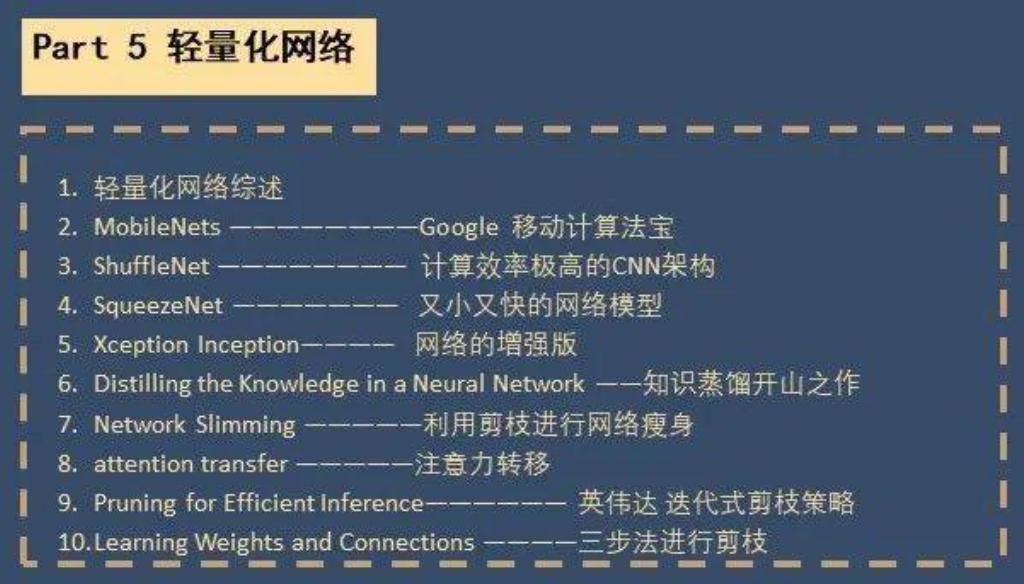 Part 5 轻量化网络
1. 轻量化网络综述
2. MobileNets ————————Google 移动计算法宝
3. ShuffleNet ———————— 计算效率极高的CNN架构
4. SqueezeNet ——————— 又小又快的网络模型
5. Xception Inception———— 网络的增强版
6. Distilling the Knowledge in a Neural Network ——知识蒸馏开山之作
7. Network Slimming —————利用剪枝进行网络瘦身
8. attention transfer —————注意力转移
9. Pruning for Efficient Inference—————— 英伟达 迭代式剪枝策略
10.Learning Weights and Connections ————三步法进行剪枝